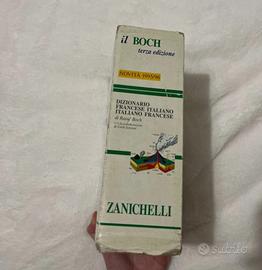 il BOCH
terza edizione
NOVITÀ 1995/96
DIZIONARIO
FRANCESE ITALIANO
ITALIANO FRANCESE
di Raoul Boch
ZANICHELLI
subito